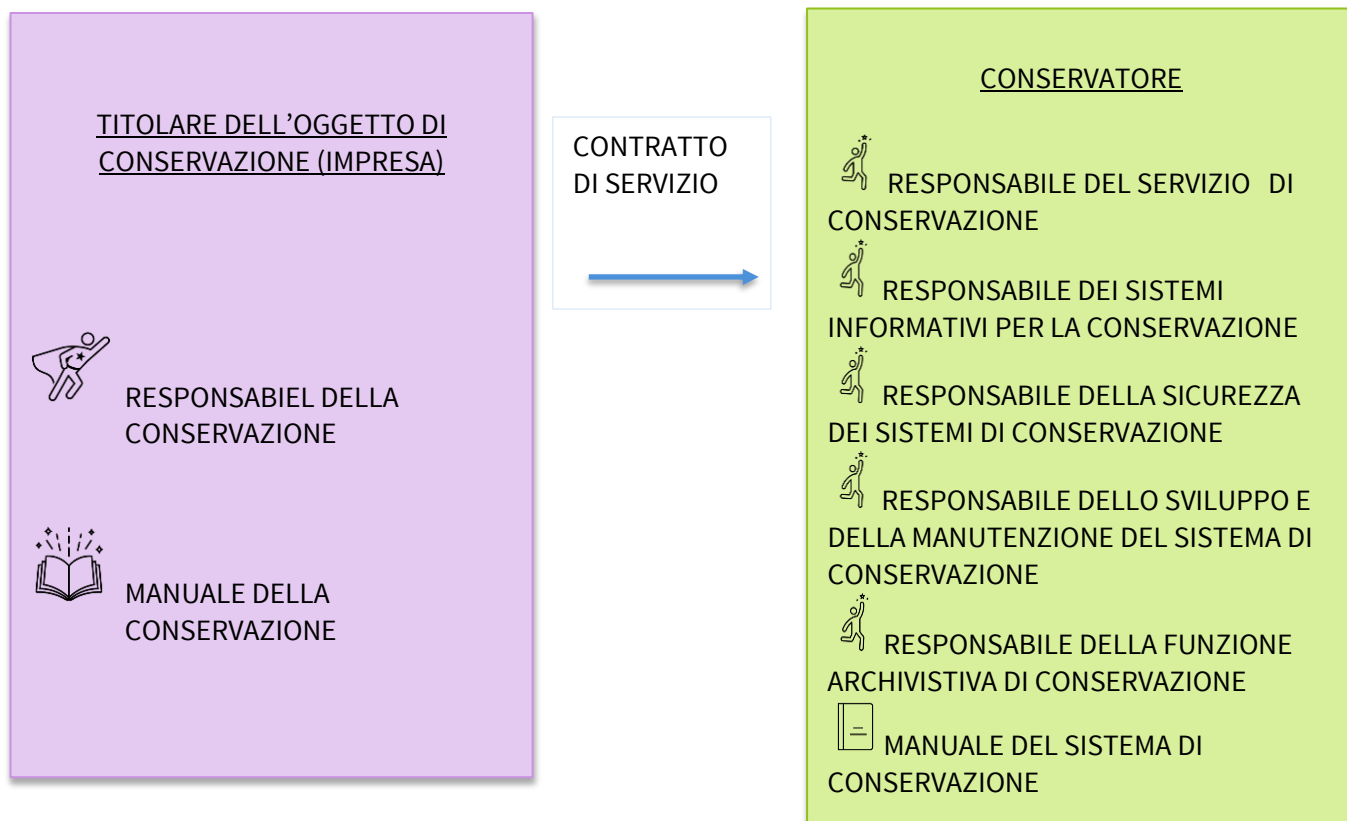 TITOLARE DELL’OGGETTO DI
CONSERVAZIONE (IMPRESA)
RESPONSABIEL DELLA
CONSERVAZIONE
MANUALE DELLA
CONSERVAZIONE
CONTRATTO
DI SERVIZIO
CONSERVATORE
RESPONSABILE DEL SERVIZIO DI
CONSERVAZIONE
RESPONSABILE DEI SISTEMI
INFORMATIVI PER LA CONSERVAZIONE
RESPONSABILE DELLA SICUREZZA
DEI SISTEMI DI CONSERVAZIONE
RESPONSABILE DELLO SVILUPPO E
DELLA MANUTENZIONE DEL SISTEMA DI
CONSERVAZIONE
RESPONSABILE DELLA FUNZIONE
ARCHIVISTIVA DI CONSERVAZIONE
MANUALE DEL SISTEMA DI
CONSERVAZIONE